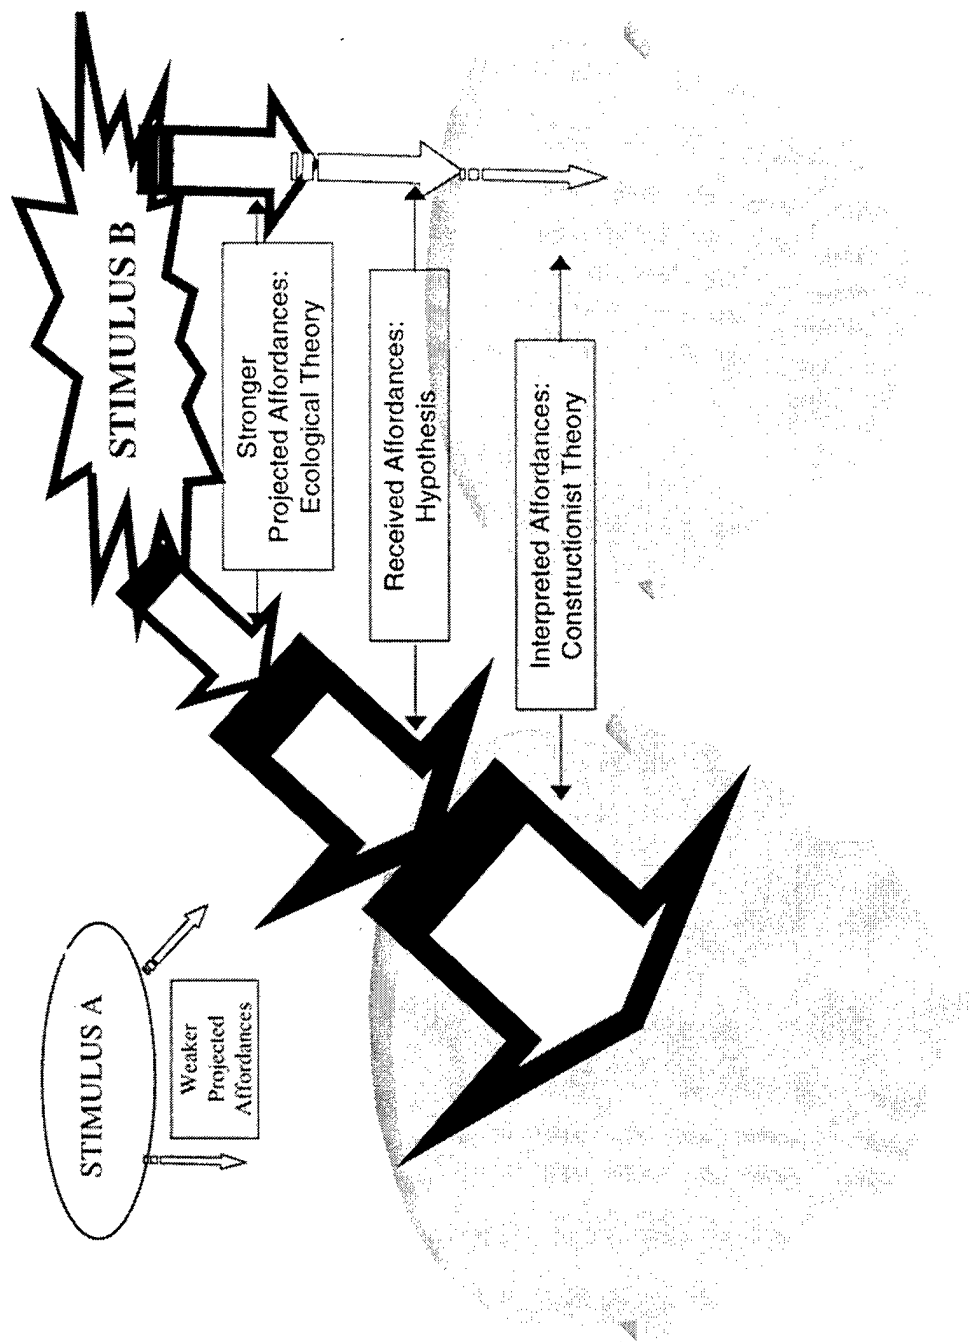 STIMULUS A
Weaker
Projected
Affordances
STIMULUS B
Stronger
Projected Affordances:
Ecological Theory
Received Affordances:
Hypothesis
Interpreted Affordances:
Constructionist Theory